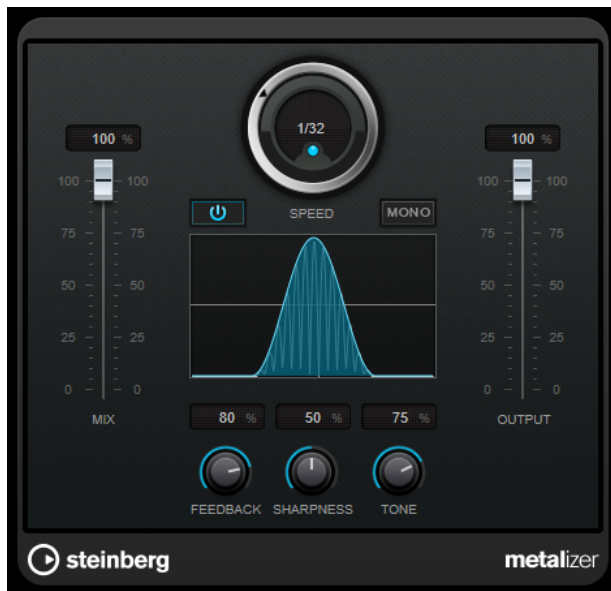 1/32
100 %
100 %
SPEED
MONO
100 100
75 75
50 50
25 25
0 0
MIX
100 100
75 75
50 50
25 25
0 0
OUTPUT
80 %
50 %
75 %
FEEDBACK
SHARPNESS
TONE
steinberg
metalizer